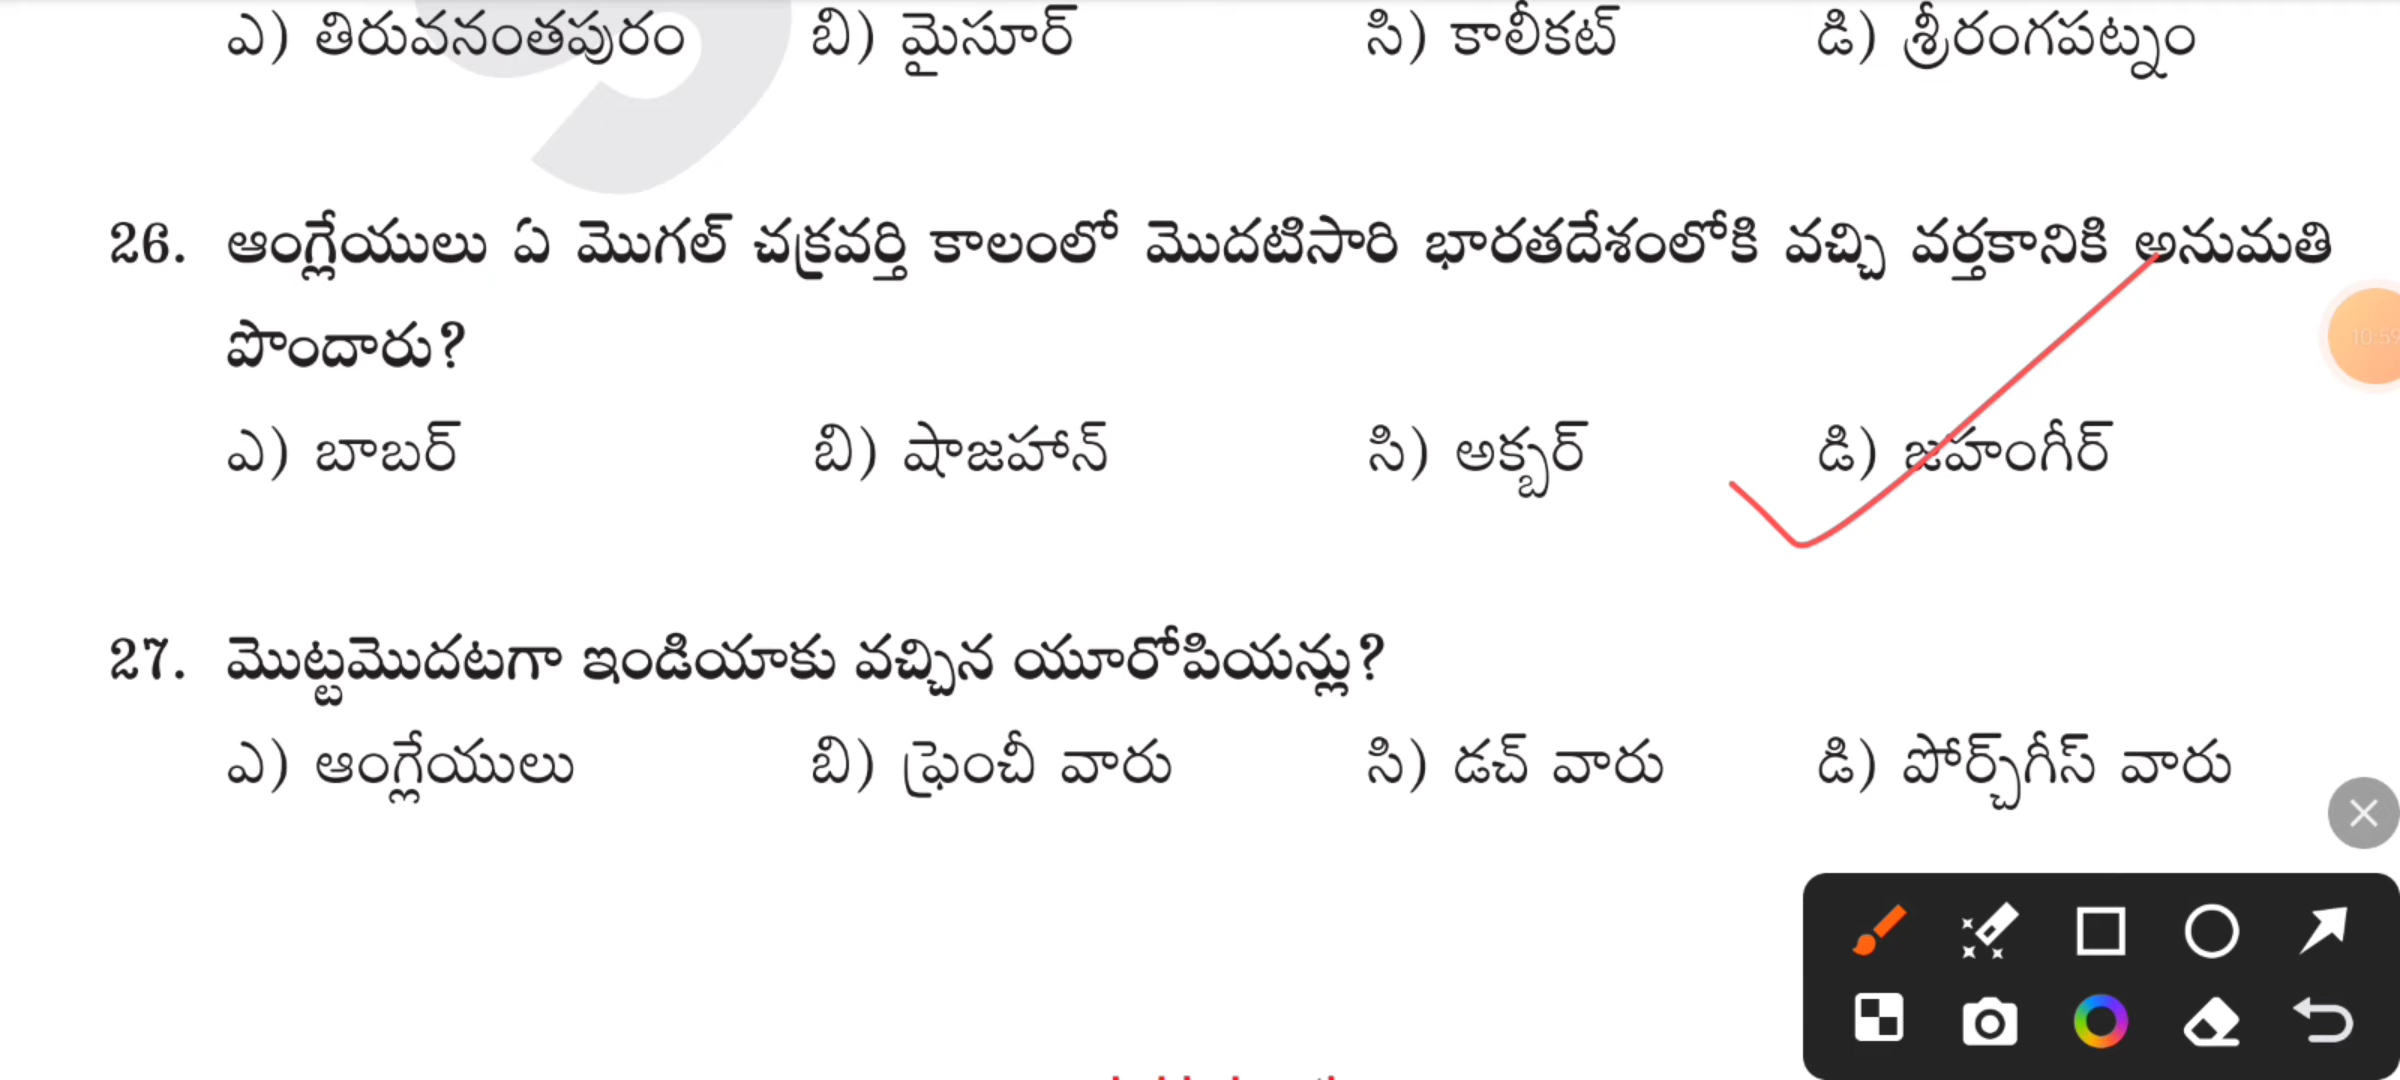 ఎ) తిరువనంతపురం బి) మైసూర్ సి) కాలీకట్ డి) శ్రీరంగపట్నం
26. ఆంగ్లేయులు ఏ మొగల్ చక్రవర్తి కాలంలో మొదటిసారి భారతదేశంలోకి వచ్చి వర్తకానికి అనుమతి
పొందారు?
ఎ) బాబర్ బి) షాజహాన్ సి) అక్బర్ డి) జహంగీర్
27. మొట్టమొదటగా ఇండియాకు వచ్చిన యూరోపియన్లు?
ఎ) ఆంగ్లేయులు బి) ఫ్రెంచీ వారు సి) డచ్ వారు డి) పోర్చ్‌గీస్ వారు